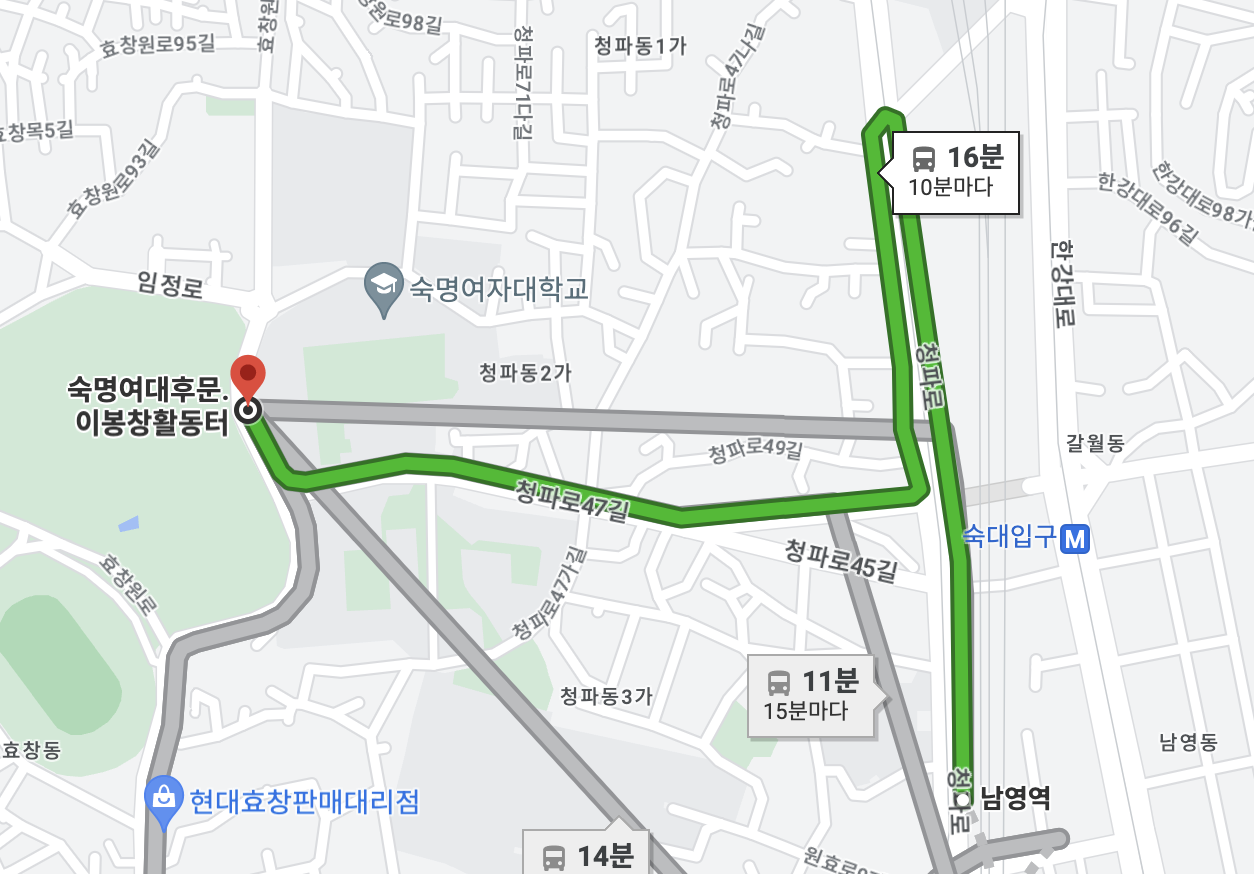 효창원로98길
효창원로95길
효창원
청파동1가
청파로71다길
청파로47나길
효창목5길
효창원로93길
16분
10분마다
한강대로98가
한강대로96길
한강대로
임정로
숙명여자대학교
청파로
청파동2가
숙명여대후문.
이봉창활동터
청파로49길
갈월동
청파로47길
숙대입구 M
청파로45길
효창원로
청파로47가길
11분
15분마다
청파동3가
효창동
남영동
현대효창판매대리점
남영역
청파로
14분